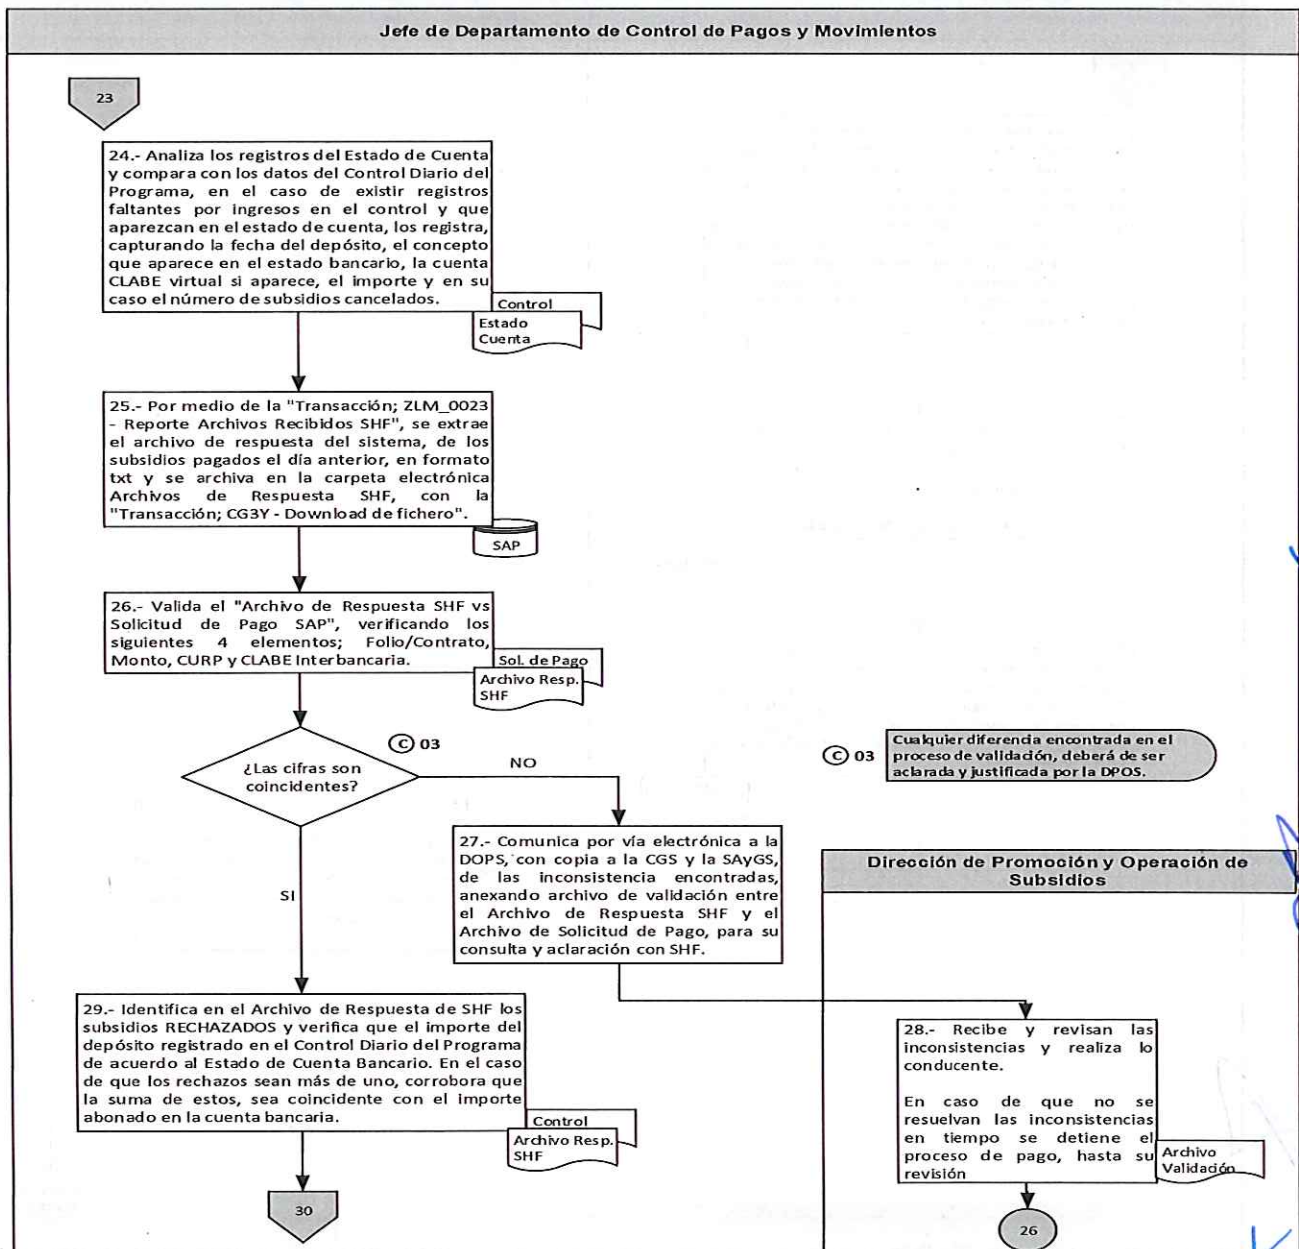 Jefe de Departamento de Control de Pagos y Movimientos
23
24.- Analiza los registros del Estado de Cuenta
y compara con los datos del Control Diario del
Programa, en el caso de existir registros
faltantes por ingresos en el control y que
aparezcan en el estado de cuenta, los registra,
capturando la fecha del depósito, el concepto
que aparece en el estado bancario, la cuenta
CLABE virtual si aparece, el importe y en su
caso el número de subsidios cancelados.
Control
Estado
Cuenta
25.- Por medio de la "Transacción; ZLM_0023
- Reporte Archivos Recibidos SHF", se extrae
el archivo de respuesta del sistema, de los
subsidios pagados el día anterior, en formato
txt y se archiva en la carpeta electrónica
Archivos de Respuesta SHF, con la
"Transacción; CG3Y - Download de fichero".
SAP
26.- Valida el "Archivo de Respuesta SHF vs
Solicitud de Pago SAP", verificando los
siguientes 4 elementos; Folio/Contrato,
Monto, CURP y CLABE Interbancaria.
Sol. de Pago
Archivo Resp.
SHF
C 03
¿Las cifras son
coincidentes?
NO
SI
C 03
Cualquier diferencia encontrada en el
proceso de validación, deberá de ser
aclarada y justificada por la DPOS.
27.- Comunica por vía electrónica a la
DOPS, con copia a la CGS y la SAyGS,
de las inconsistencia encontradas,
anexando archivo de validación entre
el Archivo de Respuesta SHF y el
Archivo de Solicitud de Pago, para su
consulta y aclaración con SHF.
Dirección de Promoción y Operación de
Subsidios
29.- Identifica en el Archivo de Respuesta de SHF los
subsidios RECHAZADOS y verifica que el importe del
depósito registrado en el Control Diario del Programa
de acuerdo al Estado de Cuenta Bancario. En el caso
de que los rechazos sean más de uno, corrobora que
la suma de estos, sea coincidente con el importe
abonado en la cuenta bancaria.
Control
Archivo Resp.
SHF
30
28.- Recibe y revisan las
inconsistencias y realiza lo
conducente.
En caso de que no se
resuelvan las inconsistencias
en tiempo se detiene el
proceso de pago, hasta su
revisión
Archivo
Validación
26